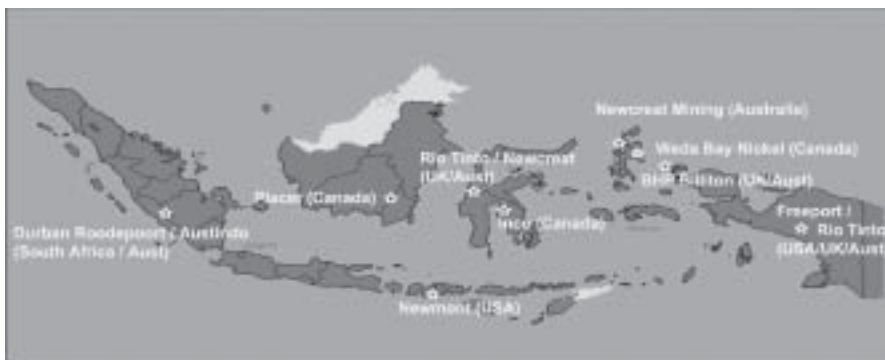 Newcrest Mining (Australia)
Weda Bay Nickel (Canada)
Rio Tinto / Newcrest
(UK/Aust)
BHP Billiton (UK/Aust)
Placer (Canada)
Inco (Canada)
Freeport /
Rio Tinto
(USA/UK/Aust)
Durban Roodepoort / Austindo
(South Africa / Aust)
Newmont (USA)